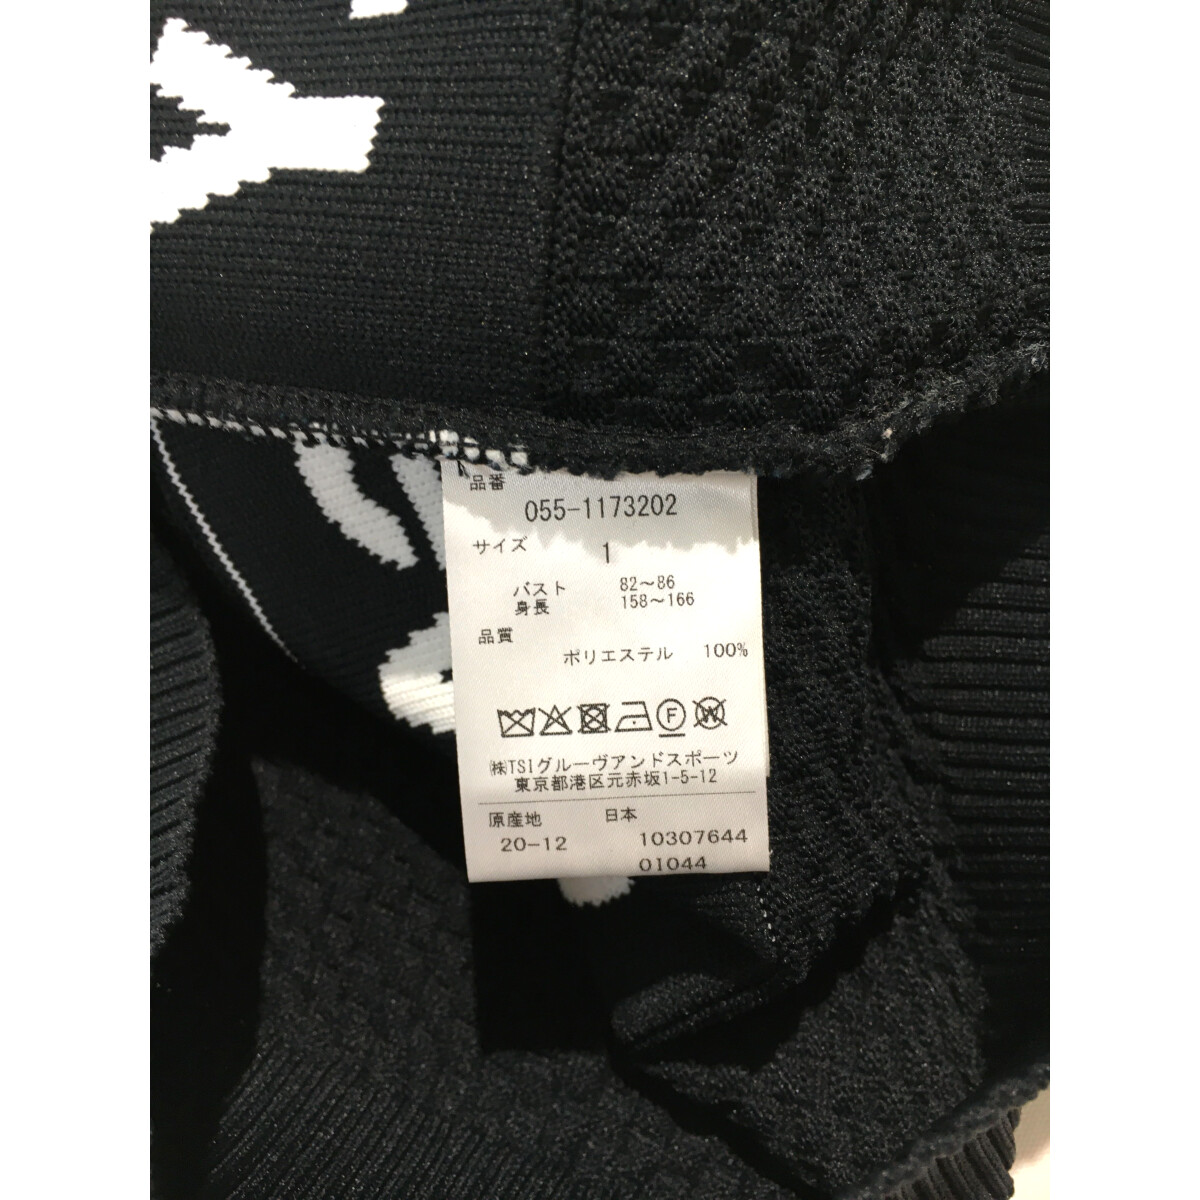 品番
055-1173202
サイズ 1
バスト 82～86
身長 158～166
品質
ポリエステル 100%
F W
㈱TSIグルーヴアンドスポーツ
東京都港区元赤坂1-5-12
原産地 日本
20-12 10307644
01044